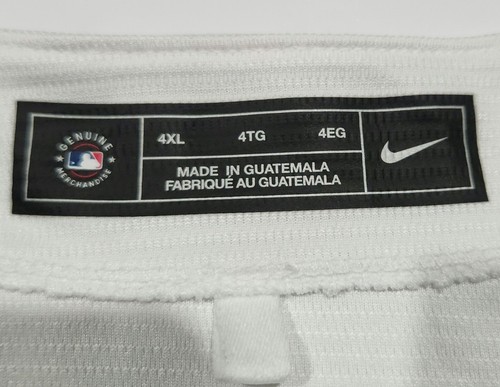 GENUINE
MERCHANDISE
4XL 4TG 4EG
MADE IN GUATEMALA
FABRIQUÉ AU GUATEMALA